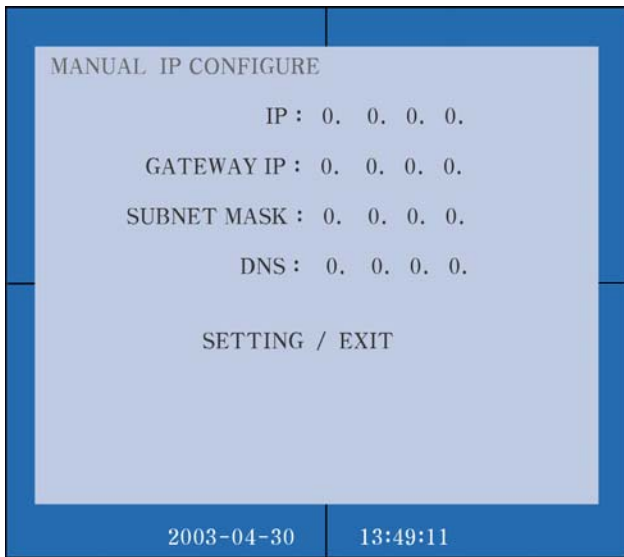 MANUAL IP CONFIGURE
IP : 0. 0. 0. 0.
GATEWAY IP : 0. 0. 0. 0.
SUBNET MASK : 0. 0. 0. 0.
DNS : 0. 0. 0. 0.
SETTING / EXIT
2003-04-30 13:49:11